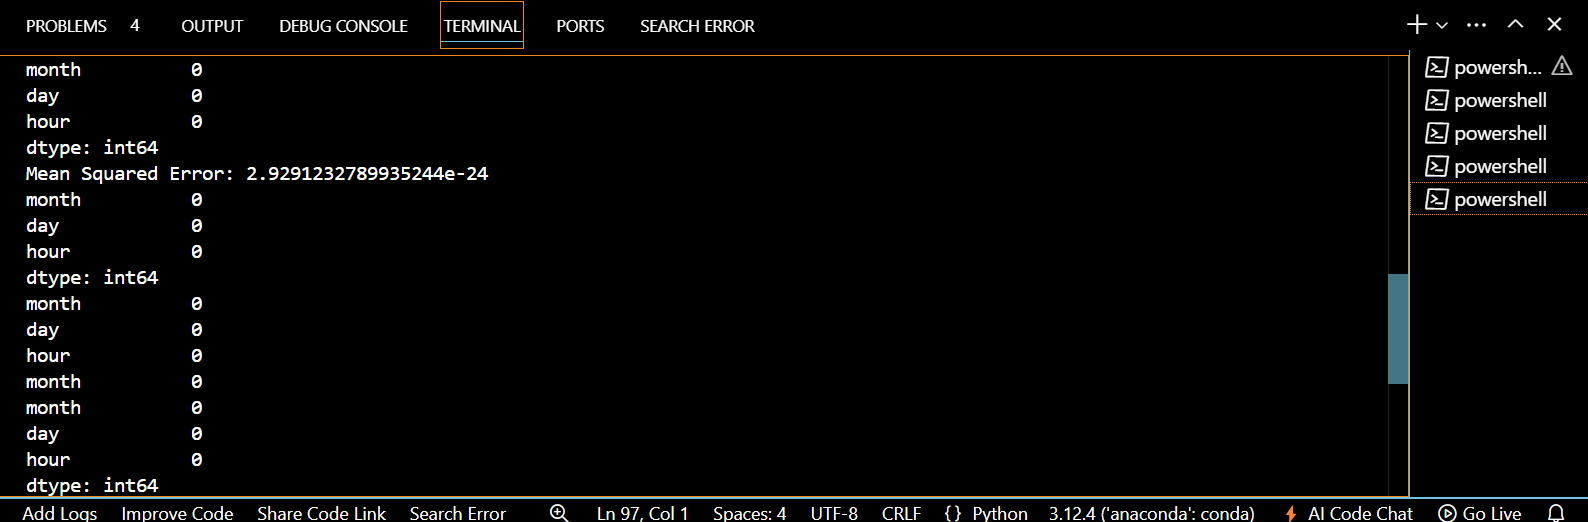 PROBLEMS 4 OUTPUT DEBUG CONSOLE TERMINAL PORTS SEARCH ERROR
month 0
day 0
hour 0
dtype: int64
Mean Squared Error: 2.9291232789935244e-24
month 0
day 0
hour 0
dtype: int64
month 0
day 0
hour 0
month 0
month 0
day 0
hour 0
dtype: int64
powersh...
powershell
powershell
powershell
powershell
Add Logs Improve Code Share Code Link Search Error Ln 97, Col 1 Spaces: 4 UTF-8 CRLF {} Python 3.12.4 ('anaconda': conda) AI Code Chat Go Live